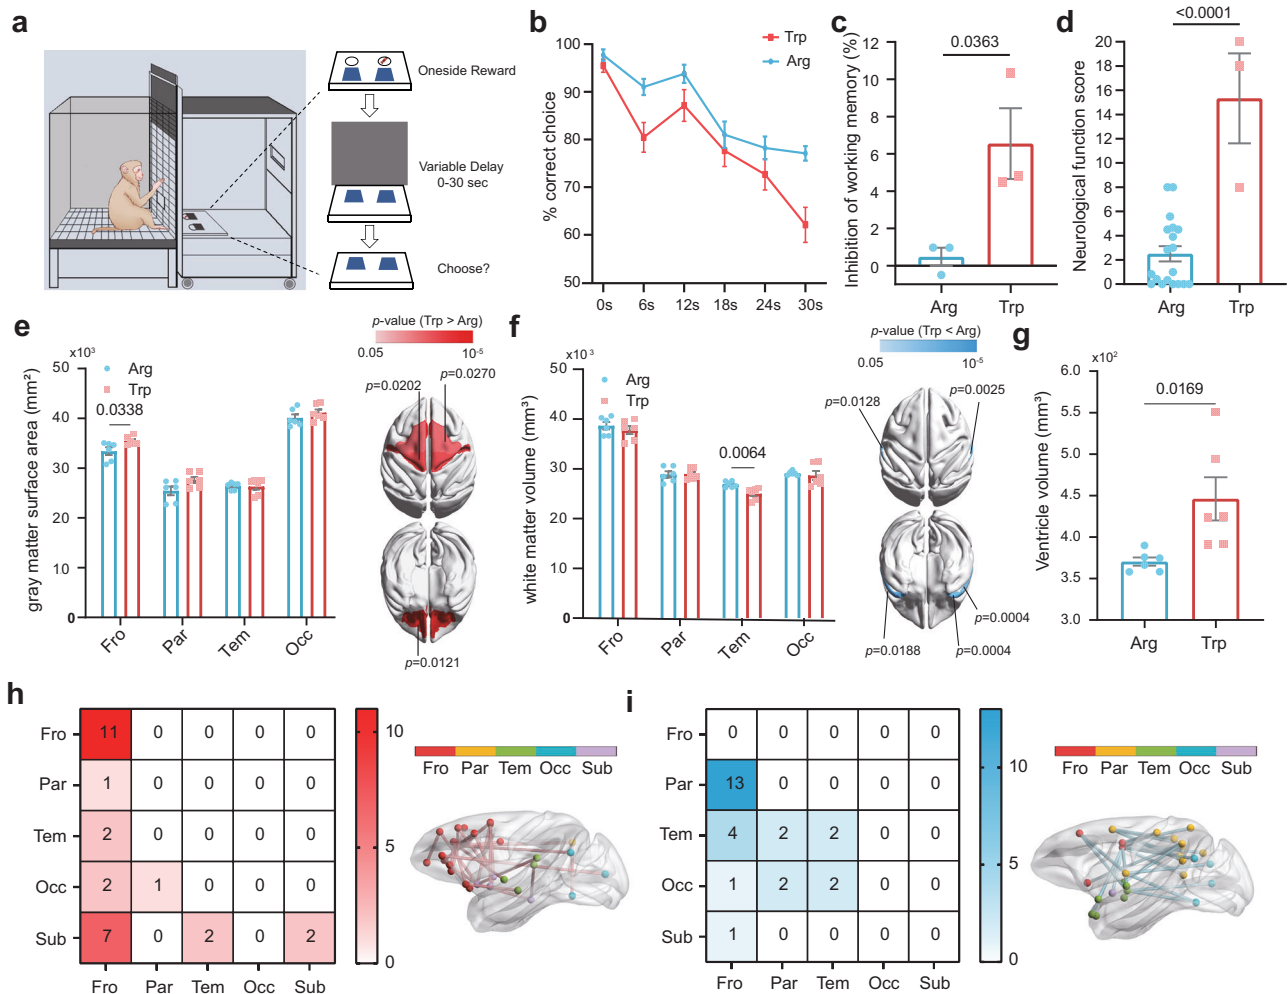 a
Oneside Reward
Variable Delay
0-30 sec
Choose?
b
% correct choice
100
90
80
70
60
50
0s 6s 12s 18s 24s 30s
Trp
Arg
c
Inhibition of working memory (%)
12
10
8
6
4
2
0
0.0363
Arg Trp
d
Neurological function score
20
18
16
14
12
10
8
6
4
2
0
<0.0001
Arg Trp
e
gray matter surface area (mm²)
x10³
50
40
30
20
10
0
Arg
Trp
0.0338
Fro Par Tem Occ
p-value (Trp > Arg)
0.05 10⁻⁵
p=0.0202
p=0.0270
p=0.0121
f
white matter volume (mm³)
x10³
50
40
30
20
10
0
Arg
Trp
0.0064
Fro Par Tem Occ
p-value (Trp < Arg)
0.05 10⁻⁵
p=0.0025
p=0.0128
p=0.0004
p=0.0188
p=0.0004
g
Ventricle volume (mm³)
x10²
6.0
5.5
5.0
4.5
4.0
3.5
3.0
0.0169
Arg Trp
h
Fro 11 0 0 0 0
Par 1 0 0 0 0
Tem 2 0 0 0 0
Occ 2 1 0 0 0
Sub 7 0 2 0 2
Fro Par Tem Occ Sub
10
5
0
Fro Par Tem Occ Sub
i
Fro 0 0 0 0 0
Par 13 0 0 0 0
Tem 4 2 2 0 0
Occ 1 2 2 0 0
Sub 1 0 0 0 0
Fro Par Tem Occ Sub
10
5
0
Fro Par Tem Occ Sub